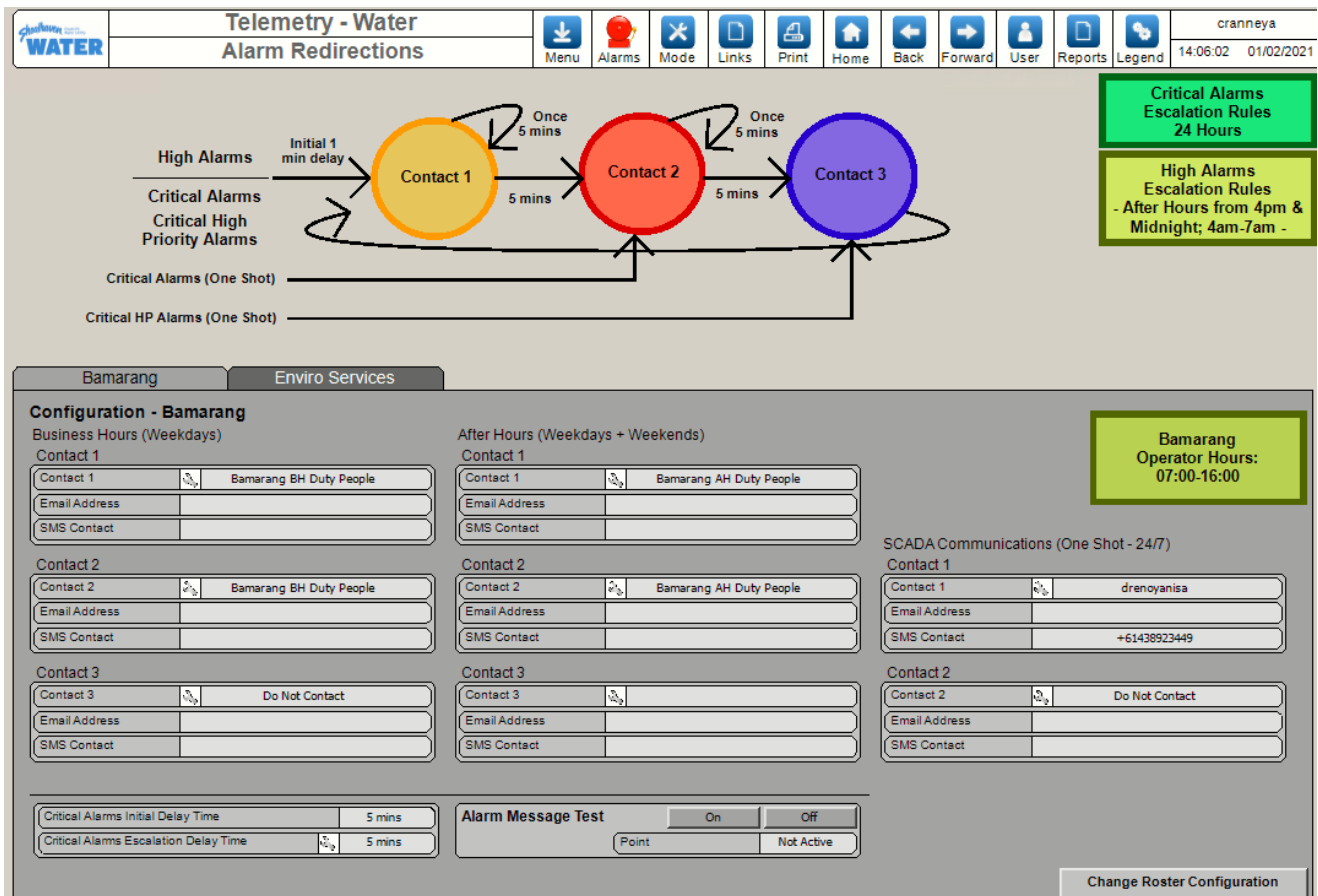 Shoalhaven
WATER
Telemetry - Water
Alarm Redirections
Menu
Alarms
Mode
Links
Print
Home
Back
Forward
User
Reports
Legend
cranneya
14:06:02 01/02/2021
Critical Alarms
Escalation Rules
24 Hours
High Alarms
Escalation Rules
- After Hours from 4pm &
Midnight; 4am-7am -
High Alarms
Critical Alarms
Critical High
Priority Alarms
Initial 1
min delay
Contact 1
Once
5 mins
5 mins
Contact 2
Once
5 mins
5 mins
Contact 3
Critical Alarms (One Shot)
Critical HP Alarms (One Shot)
Bamarang
Enviro Services
Configuration - Bamarang
Business Hours (Weekdays)
Contact 1
Contact 1 Bamarang BH Duty People
Email Address
SMS Contact
Contact 2
Contact 2 Bamarang BH Duty People
Email Address
SMS Contact
Contact 3
Contact 3 Do Not Contact
Email Address
SMS Contact
After Hours (Weekdays + Weekends)
Contact 1
Contact 1 Bamarang AH Duty People
Email Address
SMS Contact
Contact 2
Contact 2 Bamarang AH Duty People
Email Address
SMS Contact
Contact 3
Contact 3
Email Address
SMS Contact
Bamarang
Operator Hours:
07:00-16:00
SCADA Communications (One Shot - 24/7)
Contact 1
Contact 1 drenoyanisa
Email Address
SMS Contact +61438923449
Contact 2
Contact 2 Do Not Contact
Email Address
SMS Contact
Critical Alarms Initial Delay Time 5 mins
Critical Alarms Escalation Delay Time 5 mins
Alarm Message Test On Off
Point Not Active
Change Roster Configuration